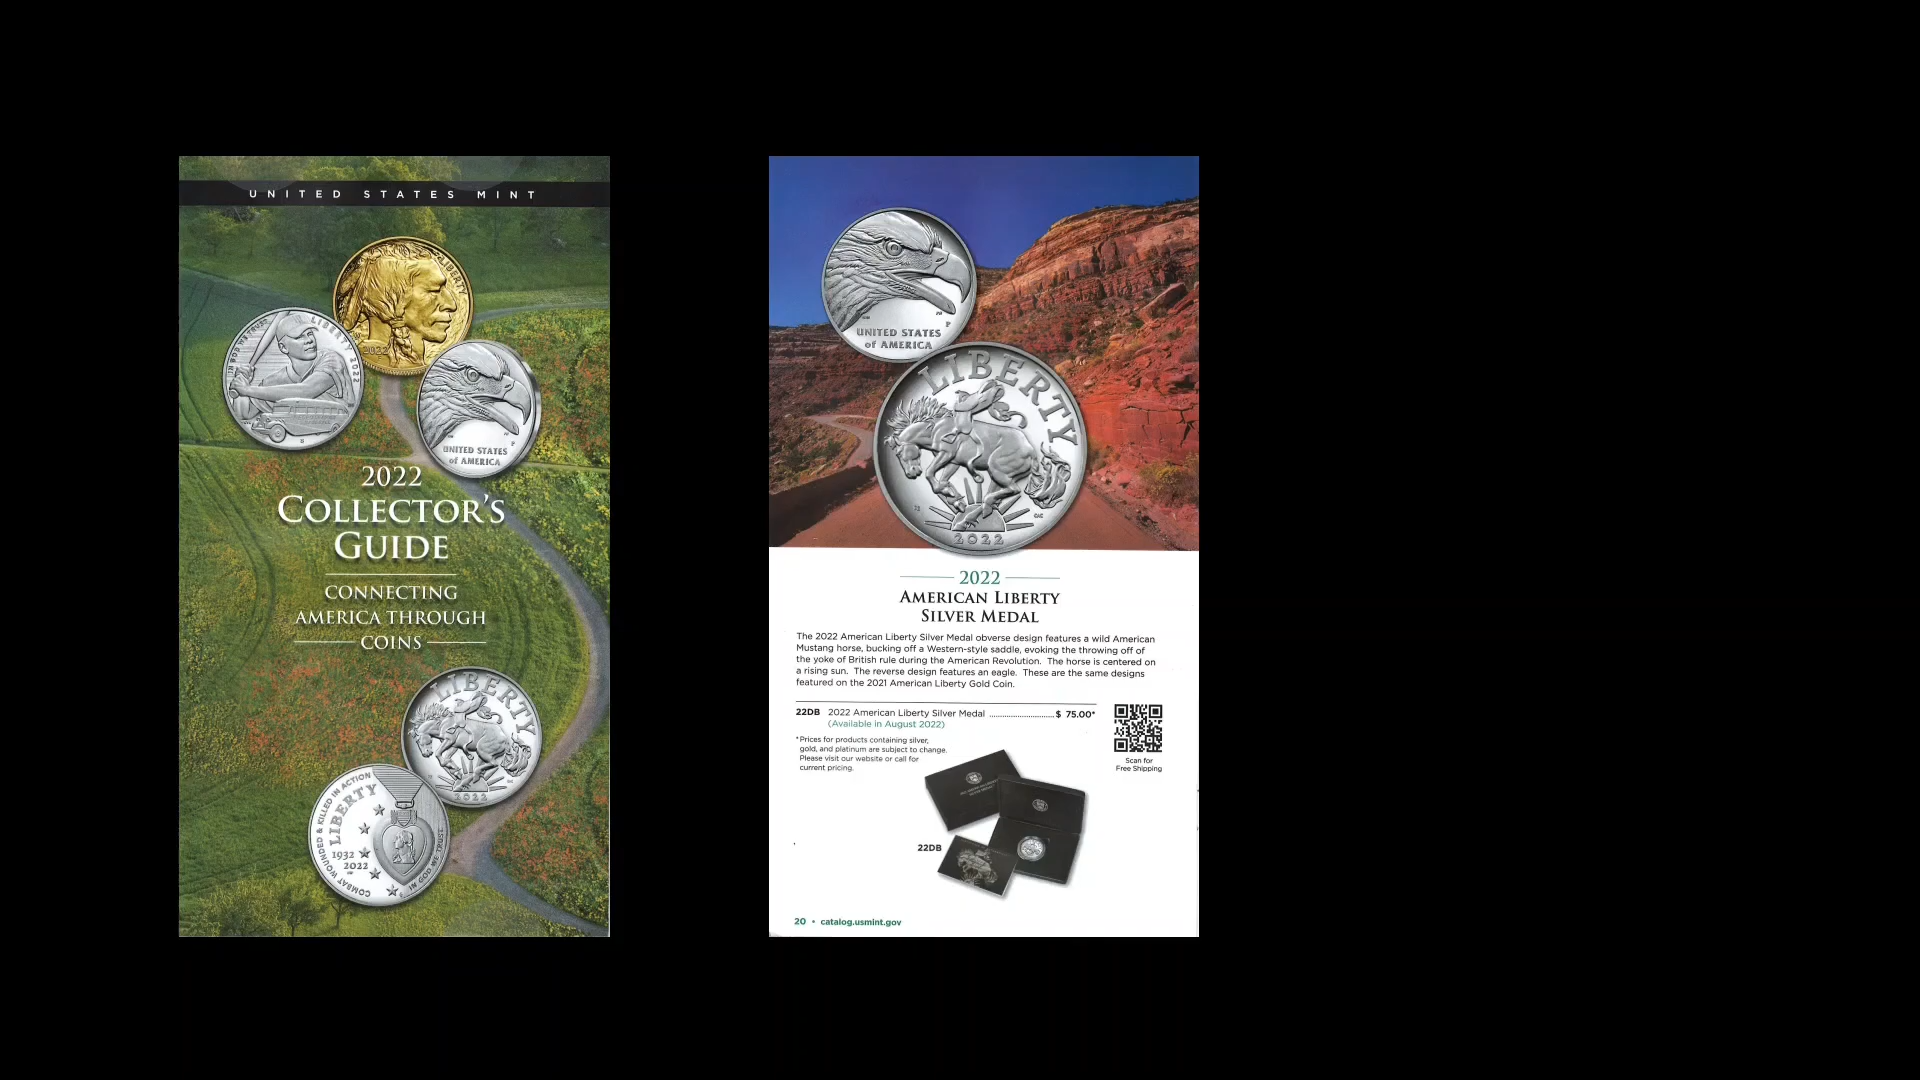 UNITED STATES MINT
LIBERTY
2022
IN GOD WE TRUST
LIBERTY 2022
UNITED STATES
of AMERICA
2022
COLLECTOR'S
GUIDE
CONNECTING
AMERICA THROUGH
COINS
LIBERTY
2022
COMBAT WOUNDED & KILLED IN ACTION
LIBERTY
1932
2022
IN GOD WE TRUST
UNITED STATES
of AMERICA
LIBERTY
2022
2022
AMERICAN LIBERTY
SILVER MEDAL
The 2022 American Liberty Silver Medal obverse design features a wild American
Mustang horse, bucking off a Western-style saddle, evoking the throwing off of
the yoke of British rule during the American Revolution. The horse is centered on
a rising sun. The reverse design features an eagle. These are the same designs
featured on the 2021 American Liberty Gold Coin.
22DB 2022 American Liberty Silver Medal ............................ $ 75.00*
(Available in August 2022)
*Prices for products containing silver,
gold, and platinum are subject to change.
Please visit our website or call for
current pricing.
Scan for
Free Shipping
22DB
20 • catalog.usmint.gov